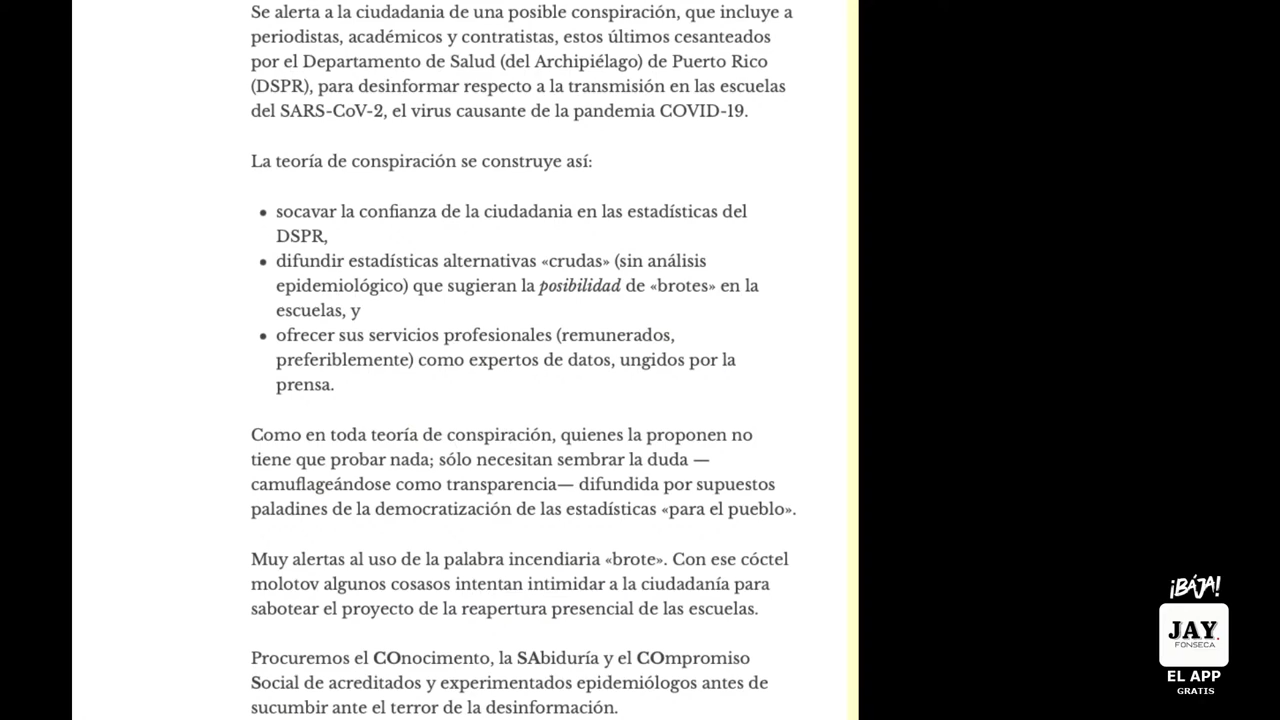 Se alerta a la ciudadania de una posible conspiración, que incluye a
periodistas, académicos y contratistas, estos últimos cesanteados
por el Departamento de Salud (del Archipiélago) de Puerto Rico
(DSPR), para desinformar respecto a la transmisión en las escuelas
del SARS-CoV-2, el virus causante de la pandemia COVID-19.
La teoría de conspiración se construye así:
• socavar la confianza de la ciudadania en las estadísticas del
DSPR,
• difundir estadísticas alternativas «crudas» (sin análisis
epidemiológico) que sugieran la posibilidad de «brotes» en la
escuelas, y
• ofrecer sus servicios profesionales (remunerados,
preferiblemente) como expertos de datos, ungidos por la
prensa.
Como en toda teoría de conspiración, quienes la proponen no
tiene que probar nada; sólo necesitan sembrar la duda —
camuflageándose como transparencia— difundida por supuestos
paladines de la democratización de las estadísticas «para el pueblo».
Muy alertas al uso de la palabra incendiaria «brote». Con ese cóctel
molotov algunos cosasos intentan intimidar a la ciudadanía para
sabotear el proyecto de la reapertura presencial de las escuelas.
Procuremos el COnocimento, la SAbiduría y el COmpromiso
Social de acreditados y experimentados epidemiólogos antes de
sucumbir ante el terror de la desinformación.
¡BÁJA!
JAY.
FONSECA
EL APP
GRATIS